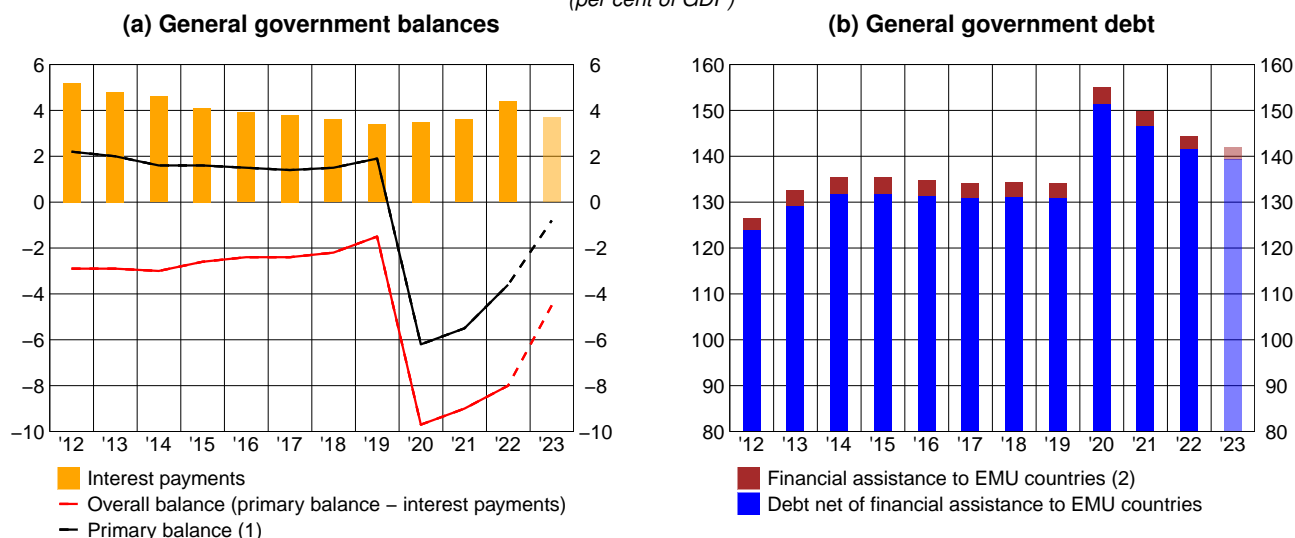 (per cent of GDP)
(a) General government balances
6 6
4 4
2 2
0 0
−2 −2
−4 −4
−6 −6
−8 −8
−10 −10
'12 '13 '14 '15 '16 '17 '18 '19 '20 '21 '22 '23
Interest payments
Overall balance (primary balance − interest payments)
Primary balance (1)
(b) General government debt
160 160
150 150
140 140
130 130
120 120
110 110
100 100
90 90
80 80
'12 '13 '14 '15 '16 '17 '18 '19 '20 '21 '22 '23
Financial assistance to EMU countries (2)
Debt net of financial assistance to EMU countries